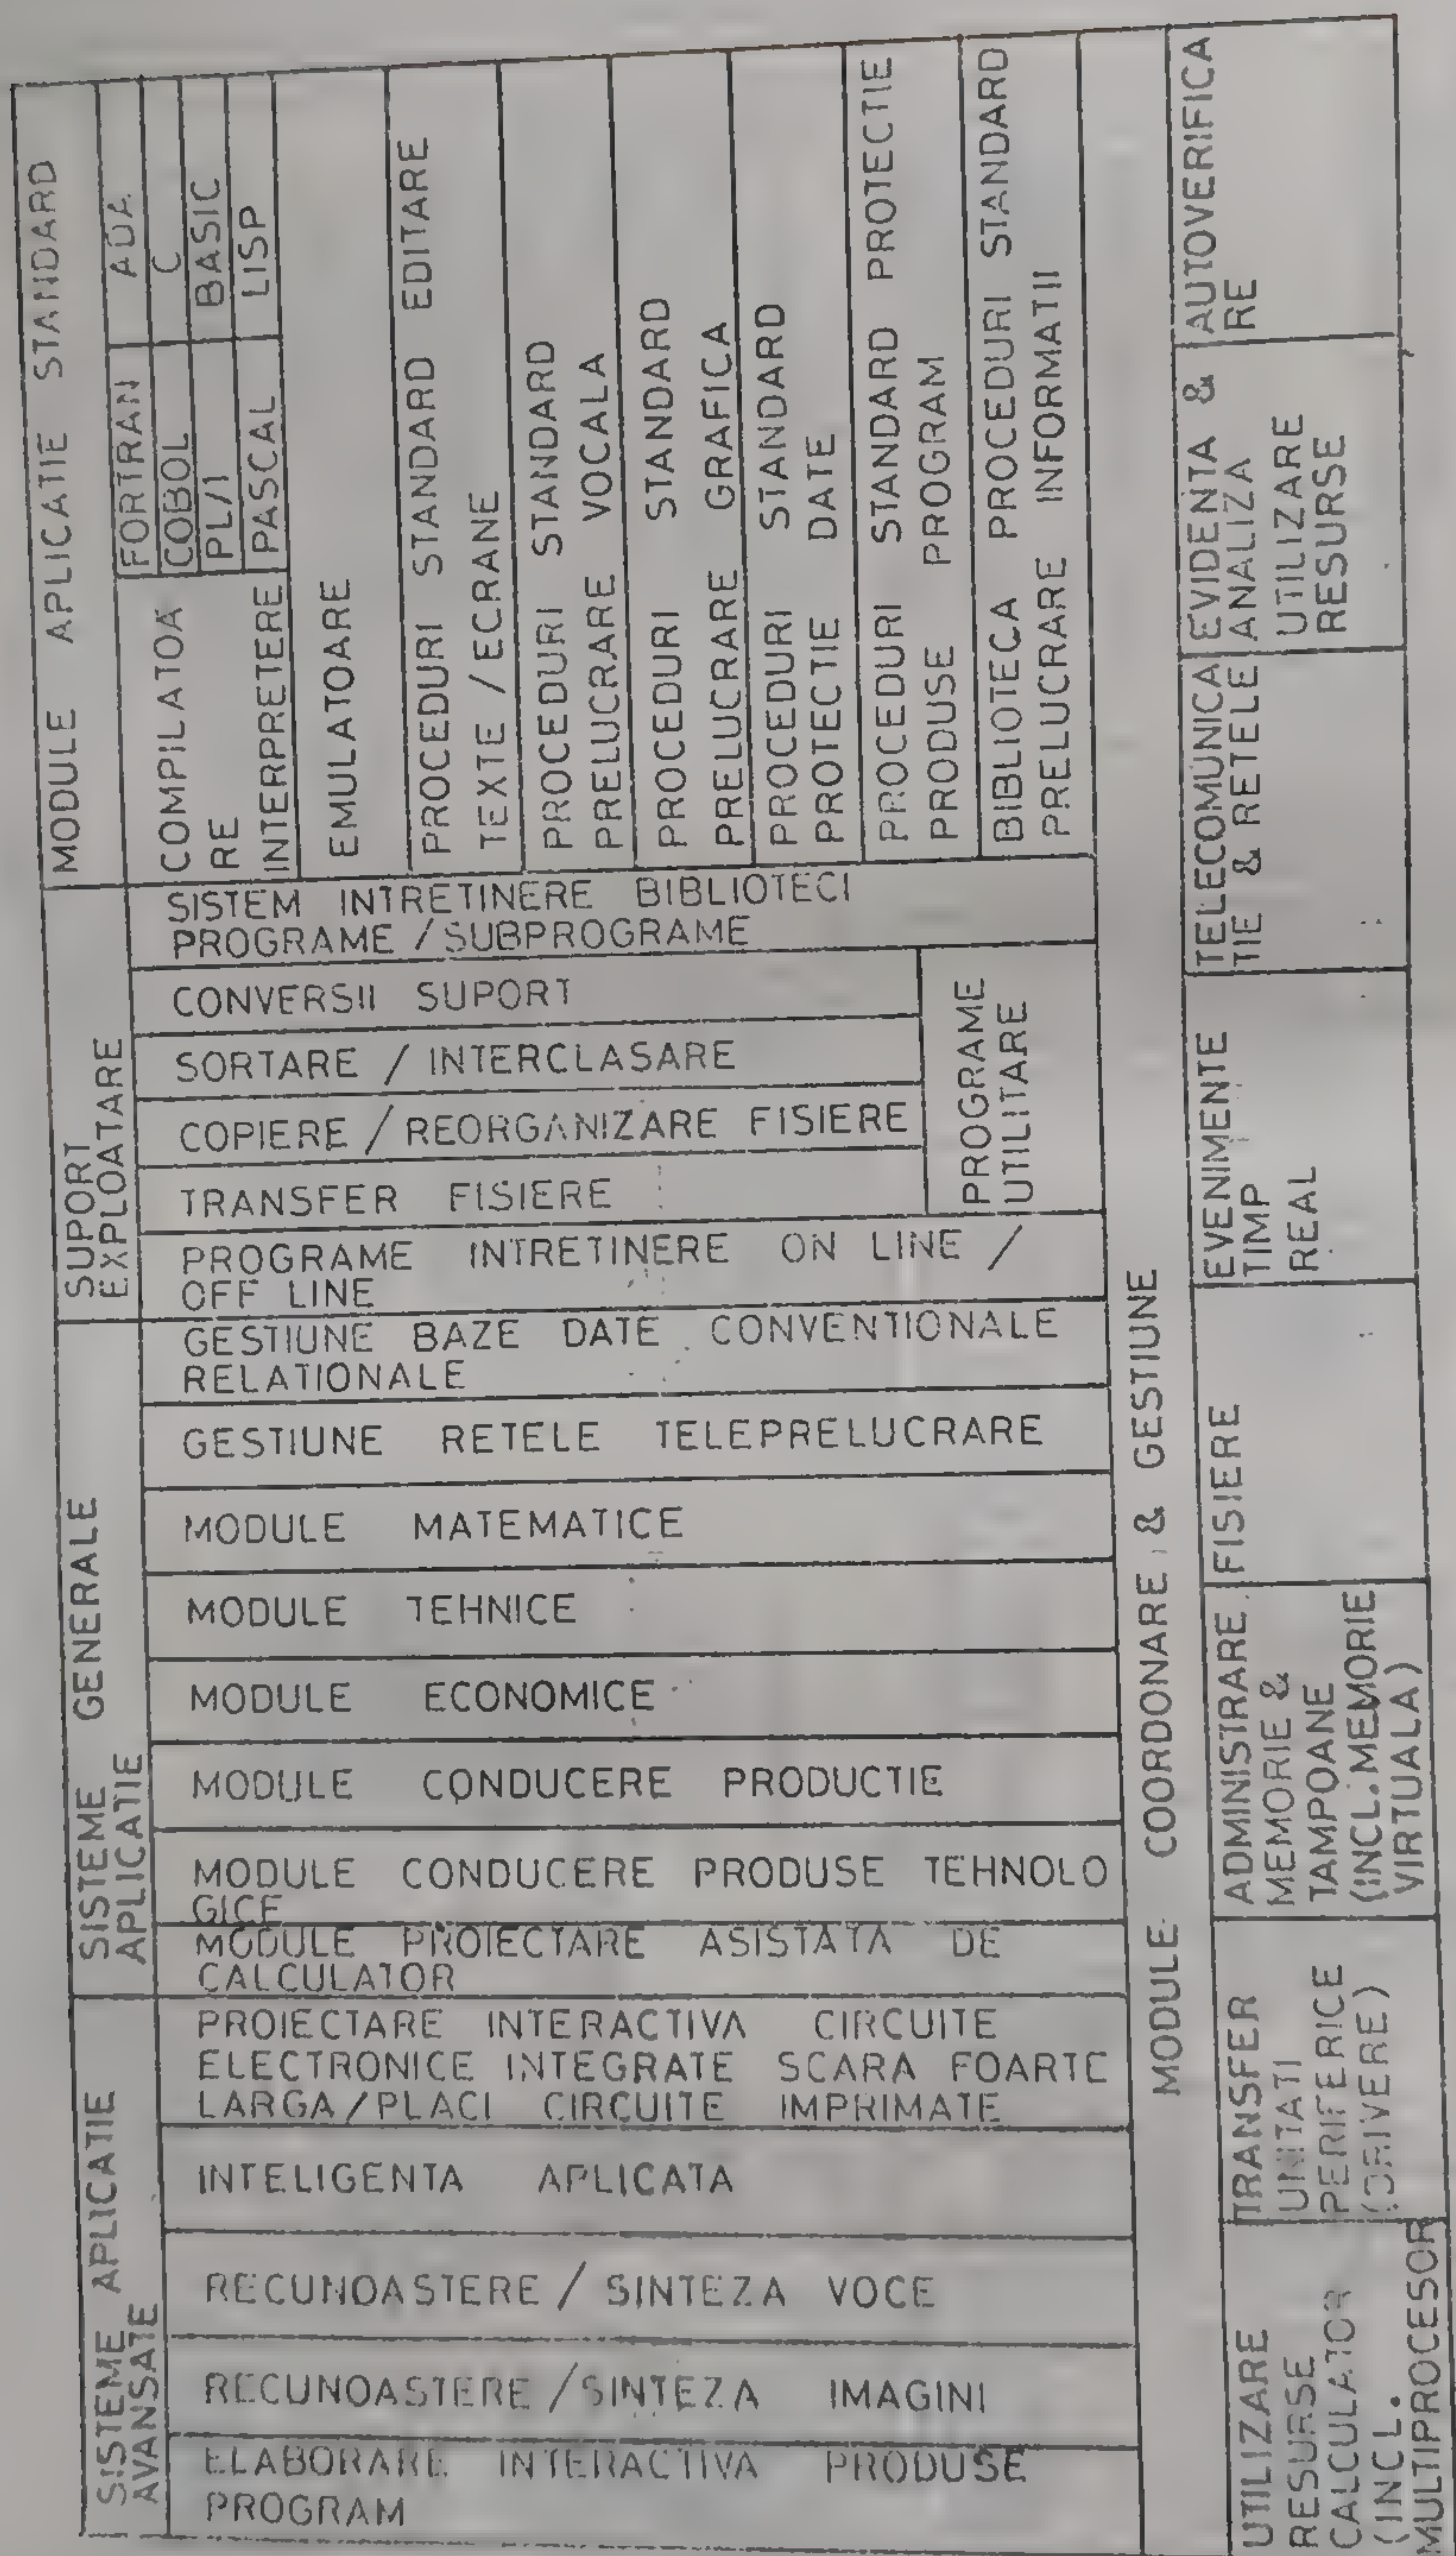 MODULE APLICATIE STANDARD
COMPILATOA
RE
INTERPRETERE
FORTRAN
ADA
COBOL
C
PL/1
BASIC
PASCAL
LISP
EMULATOARE
PROCEDURI STANDARD EDITARE
TEXTE / ECRANE
PROCEDURI STANDARD
PRELUCRARE VOCALA
PROCEDURI STANDARD
PRELUCRARE GRAFICA
PROCEDURI STANDARD
PROTECTIE DATE
PROCEDURI STANDARD PROTECTIE
PRODUSE PROGRAM
BIBLIOTECA PROCEDURI STANDARD
PRELUCRARE INFORMATII
SUPORT
EXPLOATARE
SISTEM INTRETINERE BIBLIOTECI
PROGRAME / SUBPROGRAME
CONVERSII SUPORT
SORTARE / INTERCLASARE
COPIERE / REORGANIZARE FISIERE
TRANSFER FISIERE
PROGRAME
UTILITARE
PROGRAME INTRETINERE ON LINE /
OFF LINE
SISTEME GENERALE
APLICATIE
GESTIUNE BAZE DATE CONVENTIONALE
RELATIONALE
GESTIUNE RETELE TELEPRELUCRARE
MODULE MATEMATICE
MODULE TEHNICE
MODULE ECONOMICE
MODULE CONDUCERE PRODUCTIE
MODULE CONDUCERE PRODUSE TEHNOLO
GICE
MODULE PROIECTARE ASISTATA DE
CALCULATOR
SISTEME APLICATIE
AVANSATE
PROIECTARE INTERACTIVA CIRCUITE
ELECTRONICE INTEGRATE SCARA FOARTE
LARGA/PLACI CIRCUITE IMPRIMATE
INTELIGENTA APLICATA
RECUNOASTERE / SINTEZA VOCE
RECUNOASTERE / SINTEZA IMAGINI
ELABORARE INTERACTIVA PRODUSE
PROGRAM
MODULE COORDONARE & GESTIUNE
UTILIZARE
RESURSE
CALCULATOR
(INCL.
MULTIPROCESOR
TRANSFER
UNITATI
PERIFERICE
(DRIVERE)
ADMINISTRARE
MEMORIE &
TAMPOANE
(INCL. MEMORIE
VIRTUALA)
FISIERE
EVENIMENTE
TIMP
REAL
TELECOMUNICA
TIE & RETELE
EVIDENTA &
ANALIZA
UTILIZARE
RESURSE
AUTOVERIFICA
RE